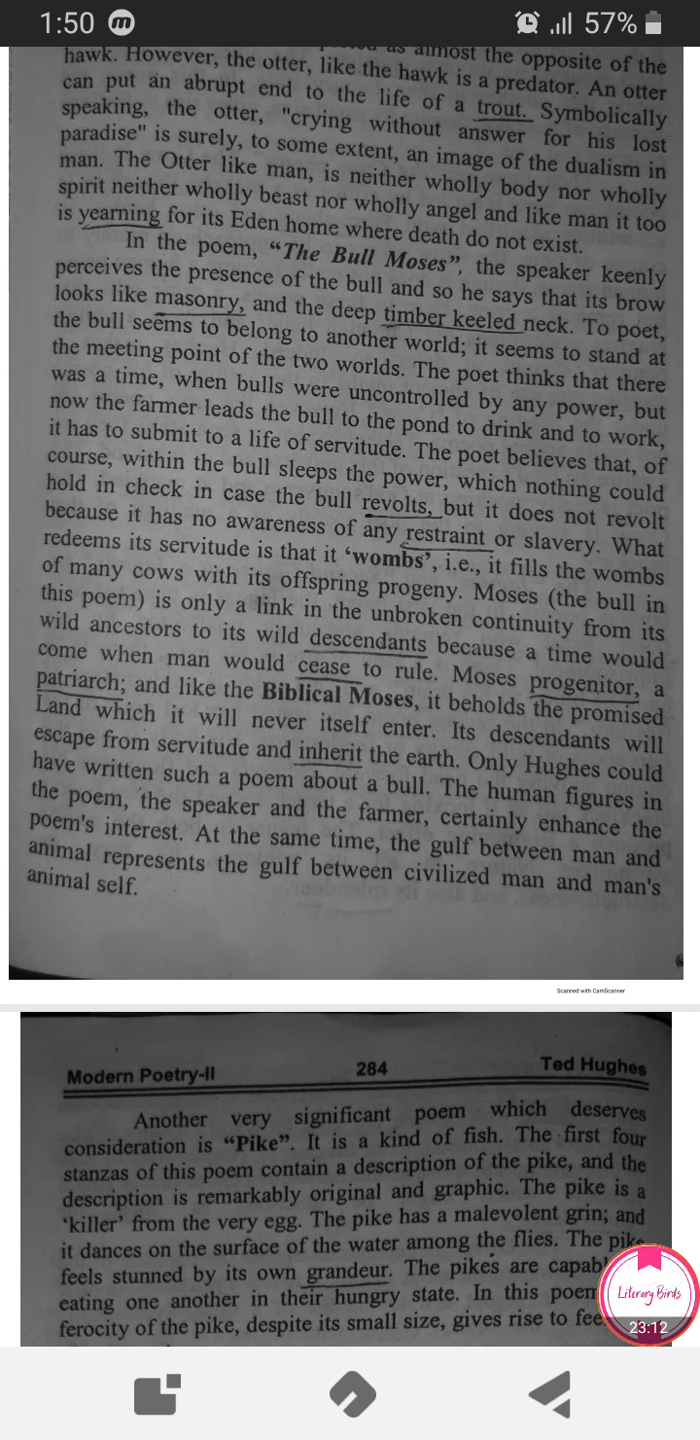 1:50 m 57%
as almost the opposite of the
hawk. However, the otter, like the hawk is a predator. An otter
can put an abrupt end to the life of a trout. Symbolically
speaking, the otter, "crying without answer for his lost
paradise" is surely, to some extent, an image of the dualism in
man. The Otter like man, is neither wholly body nor wholly
spirit neither wholly beast nor wholly angel and like man it too
is yearning for its Eden home where death do not exist.
In the poem, “The Bull Moses”, the speaker keenly
perceives the presence of the bull and so he says that its brow
looks like masonry, and the deep timber keeled neck. To poet,
the bull seems to belong to another world; it seems to stand at
the meeting point of the two worlds. The poet thinks that there
was a time, when bulls were uncontrolled by any power, but
now the farmer leads the bull to the pond to drink and to work,
it has to submit to a life of servitude. The poet believes that, of
course, within the bull sleeps the power, which nothing could
hold in check in case the bull revolts, but it does not revolt
because it has no awareness of any restraint or slavery. What
redeems its servitude is that it ‘wombs’, i.e., it fills the wombs
of many cows with its offspring progeny. Moses (the bull in
this poem) is only a link in the unbroken continuity from its
wild ancestors to its wild descendants because a time would
come when man would cease to rule. Moses progenitor, a
patriarch; and like the Biblical Moses, it beholds the promised
Land which it will never itself enter. Its descendants will
escape from servitude and inherit the earth. Only Hughes could
have written such a poem about a bull. The human figures in
the poem, the speaker and the farmer, certainly enhance the
poem's interest. At the same time, the gulf between man and
animal represents the gulf between civilized man and man's
animal self.
Scanned with CamScanner
Modern Poetry-II 284 Ted Hughes
Another very significant poem which deserves
consideration is “Pike”. It is a kind of fish. The first four
stanzas of this poem contain a description of the pike, and the
description is remarkably original and graphic. The pike is a
‘killer’ from the very egg. The pike has a malevolent grin; and
it dances on the surface of the water among the flies. The pike
feels stunned by its own grandeur. The pikes are capab
eating one another in their hungry state. In this poem
ferocity of the pike, despite its small size, gives rise to fee
Literary Birds
23:12